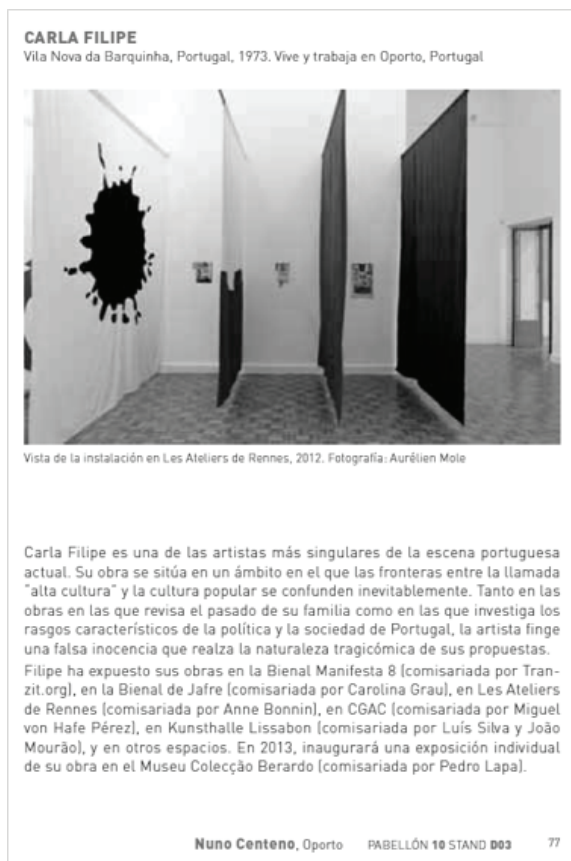 CARLA FILIPE
Vila Nova da Barquinha, Portugal, 1973. Vive y trabaja en Oporto, Portugal
Vista de la instalación en Les Ateliers de Rennes, 2012. Fotografía: Aurélien Mole
Carla Filipe es una de las artistas más singulares de la escena portuguesa
actual. Su obra se sitúa en un ámbito en el que las fronteras entre la llamada
"alta cultura" y la cultura popular se confunden inevitablemente. Tanto en las
obras en las que revisa el pasado de su familia como en las que investiga los
rasgos característicos de la política y la sociedad de Portugal, la artista finge
una falsa inocencia que realza la naturaleza tragicómica de sus propuestas.
Filipe ha expuesto sus obras en la Bienal Manifesta 8 (comisariada por Tran-
zit.org), en la Bienal de Jafre (comisariada por Carolina Grau), en Les Ateliers
de Rennes (comisariada por Anne Bonnin), en CGAC (comisariada por Miguel
von Hafe Pérez), en Kunsthalle Lissabon (comisariada por Luís Silva y João
Mourão), y en otros espacios. En 2013, inaugurará una exposición individual
de su obra en el Museu Colecção Berardo (comisariada por Pedro Lapa).
Nuno Centeno, Oporto PABELLÓN 10 STAND D03 77